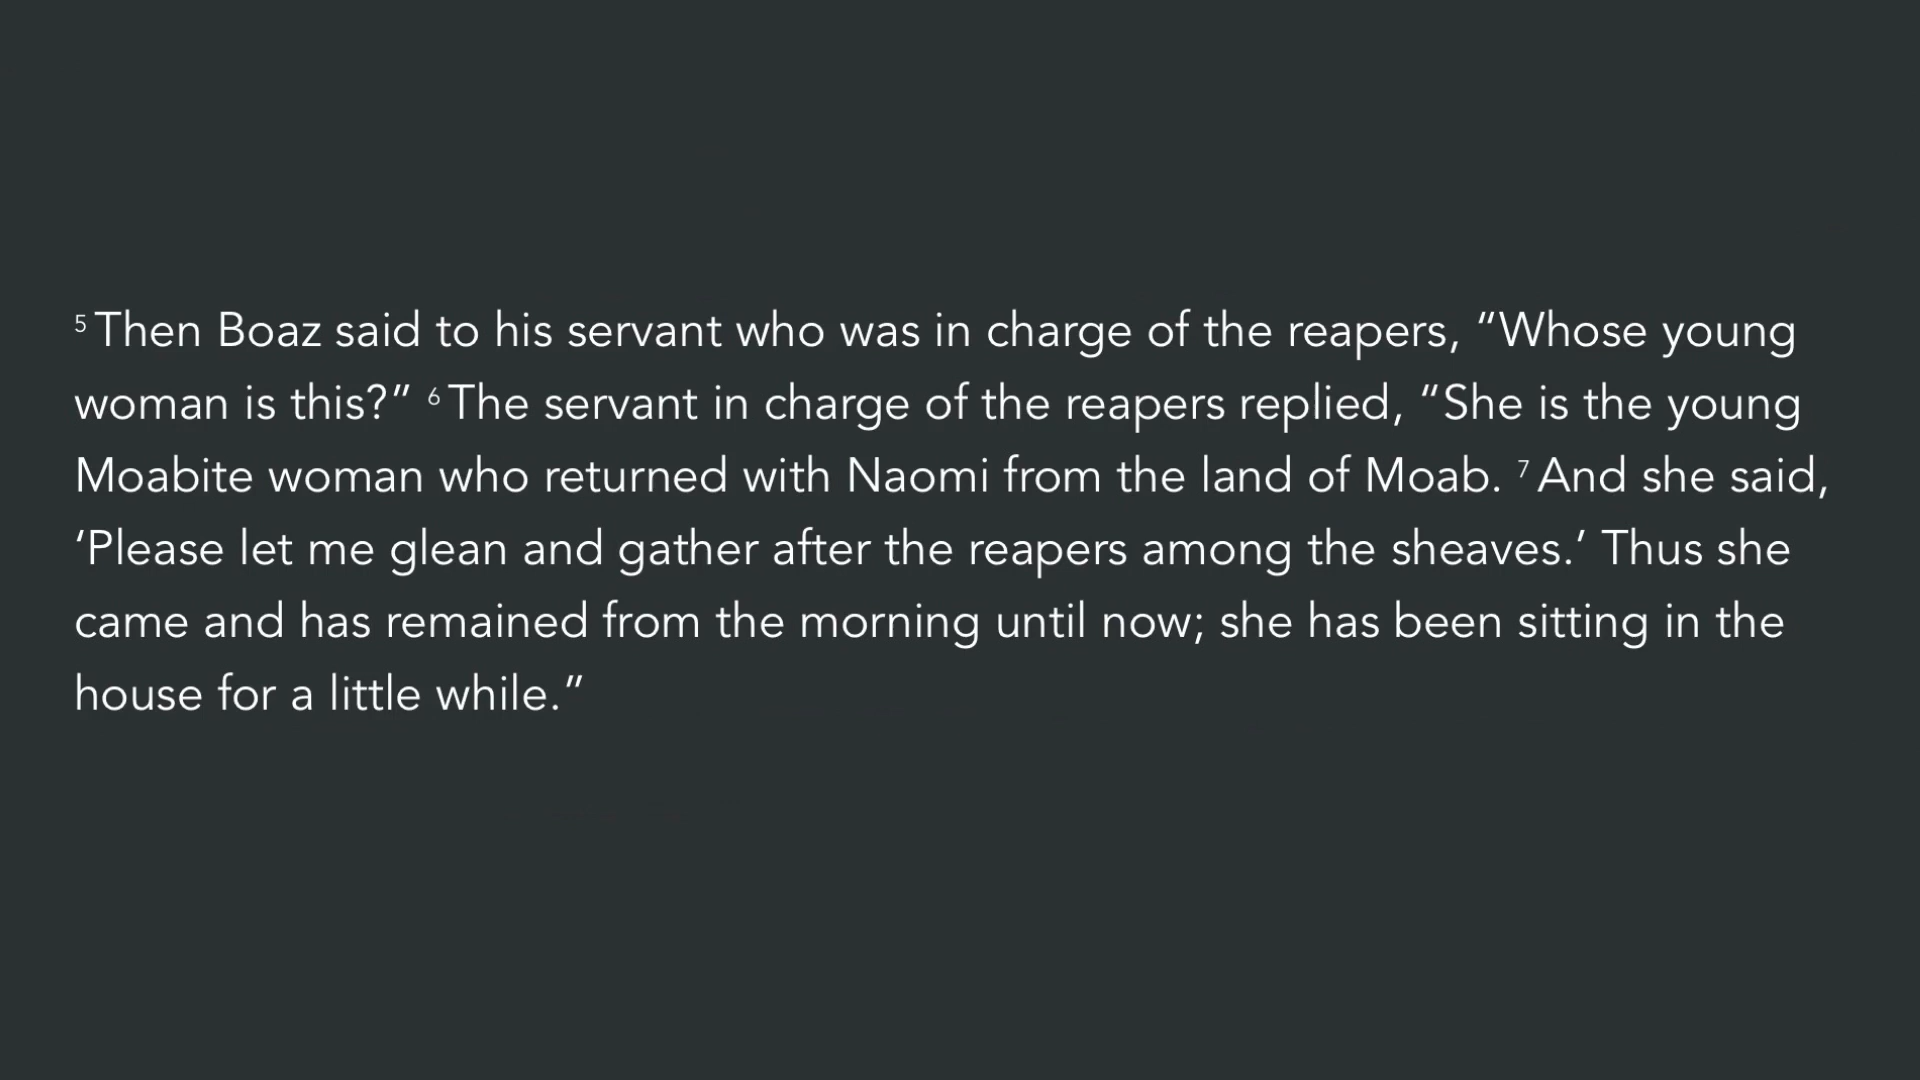 5 Then Boaz said to his servant who was in charge of the reapers, “Whose young
woman is this?” 6 The servant in charge of the reapers replied, “She is the young
Moabite woman who returned with Naomi from the land of Moab. 7 And she said,
‘Please let me glean and gather after the reapers among the sheaves.’ Thus she
came and has remained from the morning until now; she has been sitting in the
house for a little while.”